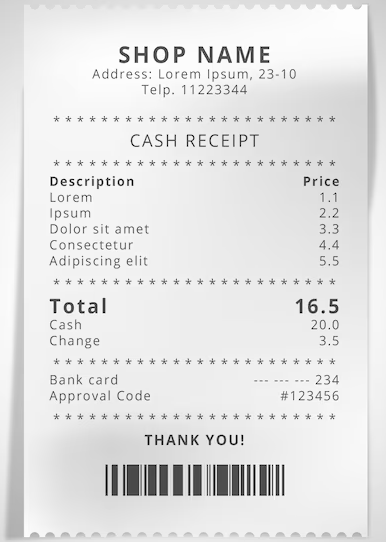 SHOP NAME
Address: Lorem Ipsum, 23-10
Telp. 11223344
* * * * * * * * * * * * * * * * * * * * * * * *
CASH RECEIPT
* * * * * * * * * * * * * * * * * * * * * * * *
Description Price
Lorem 1.1
Ipsum 2.2
Dolor sit amet 3.3
Consectetur 4.4
Adipiscing elit 5.5
* * * * * * * * * * * * * * * * * * * * * * * *
Total 16.5
Cash 20.0
Change 3.5
* * * * * * * * * * * * * * * * * * * * * * * *
Bank card --- --- --- 234
Approval Code #123456
* * * * * * * * * * * * * * * * * * * * * * * *
THANK YOU!